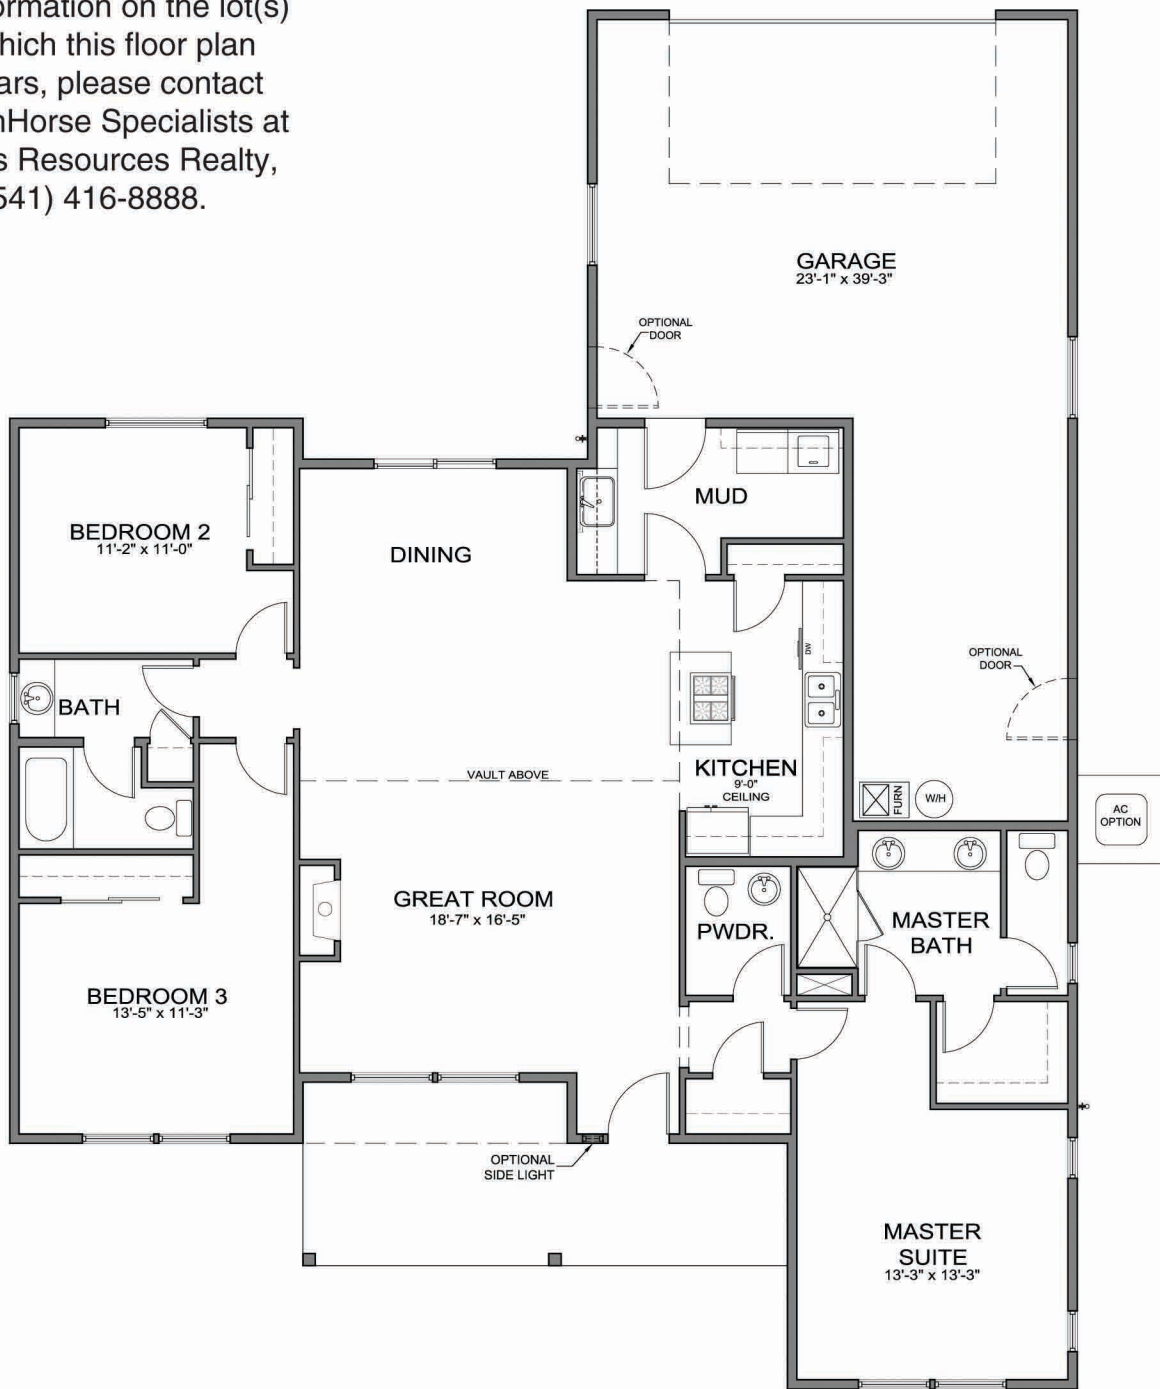 ormation on the lot(s)
hich this floor plan
ars, please contact
nHorse Specialists at
s Resources Realty,
541) 416-8888.
GARAGE
23'-1" x 39'-3"
OPTIONAL
DOOR
BEDROOM 2
11'-2" x 11'-0"
DINING
MUD
BATH
DW
OPTIONAL
DOOR
VAULT ABOVE
KITCHEN
9'-0"
CEILING
FURN
W/H
AC
OPTION
GREAT ROOM
18'-7" x 16'-5"
PWDR.
MASTER
BATH
BEDROOM 3
13'-5" x 11'-3"
OPTIONAL
SIDE LIGHT
MASTER
SUITE
13'-3" x 13'-3"